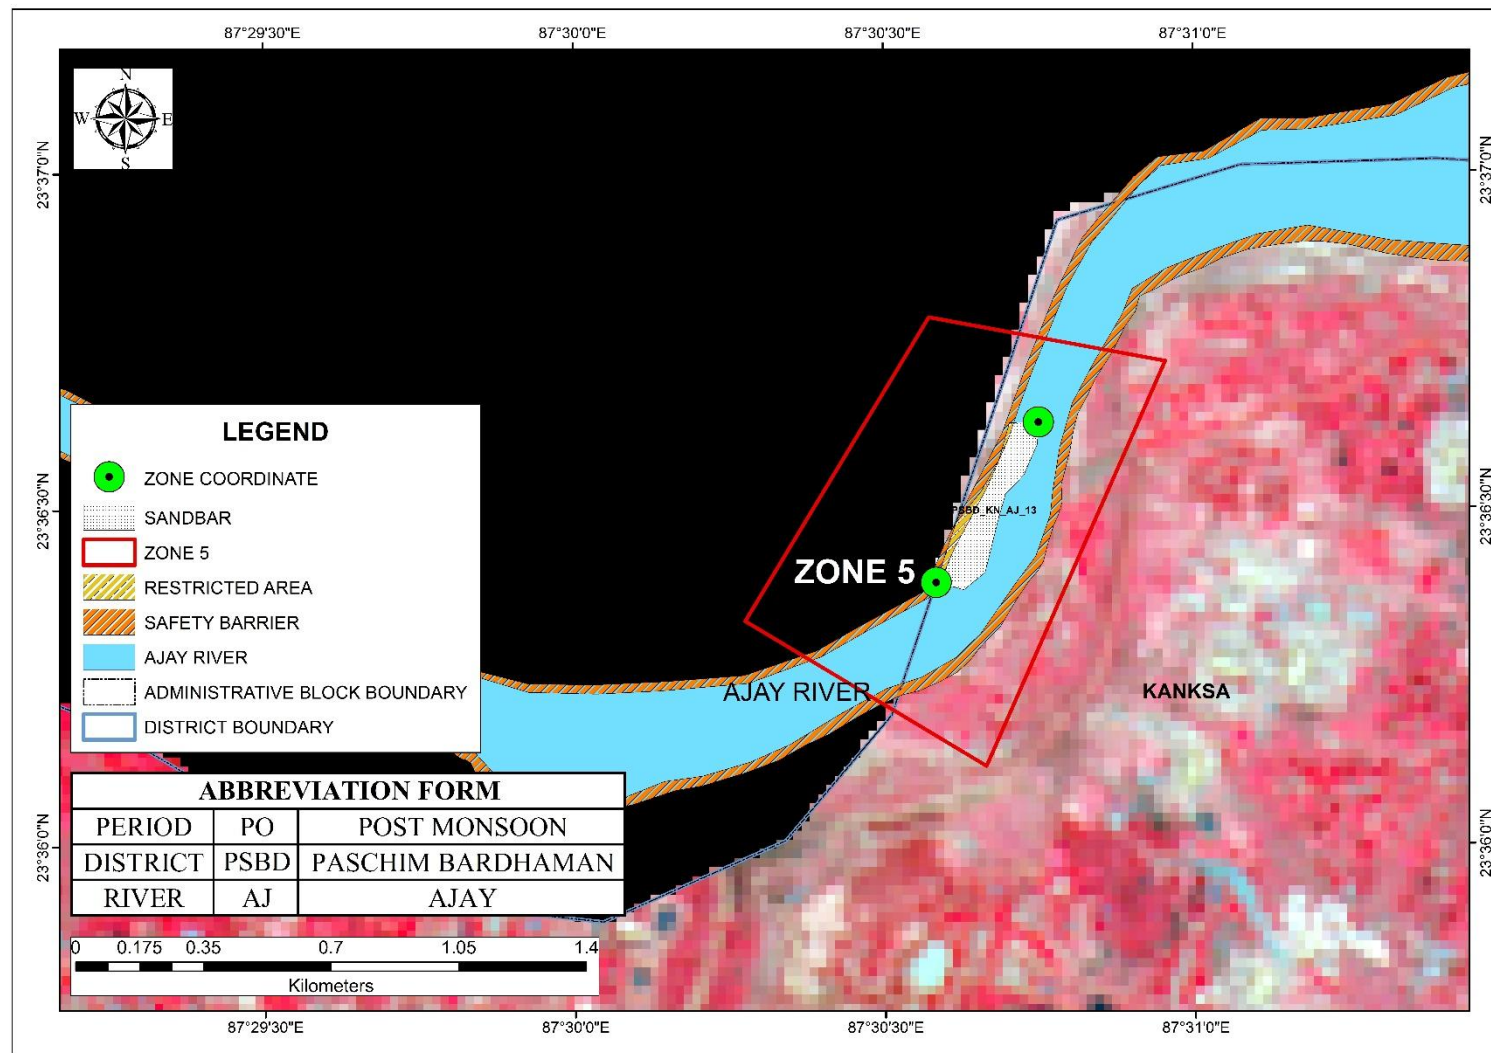 87°29'30"E 87°30'0"E 87°30'30"E 87°31'0"E
N
W E
S
23°37'0"N 23°37'0"N
23°36'30"N 23°36'30"N
23°36'0"N 23°36'0"N
PSBD_KN_AJ_13
ZONE 5
AJAY RIVER
KANKSA
LEGEND
ZONE COORDINATE
SANDBAR
ZONE 5
RESTRICTED AREA
SAFETY BARRIER
AJAY RIVER
ADMINISTRATIVE BLOCK BOUNDARY
DISTRICT BOUNDARY
ABBREVIATION FORM
PERIOD PO POST MONSOON
DISTRICT PSBD PASCHIM BARDHAMAN
RIVER AJ AJAY
0 0.175 0.35 0.7 1.05 1.4
Kilometers
87°29'30"E 87°30'0"E 87°30'30"E 87°31'0"E